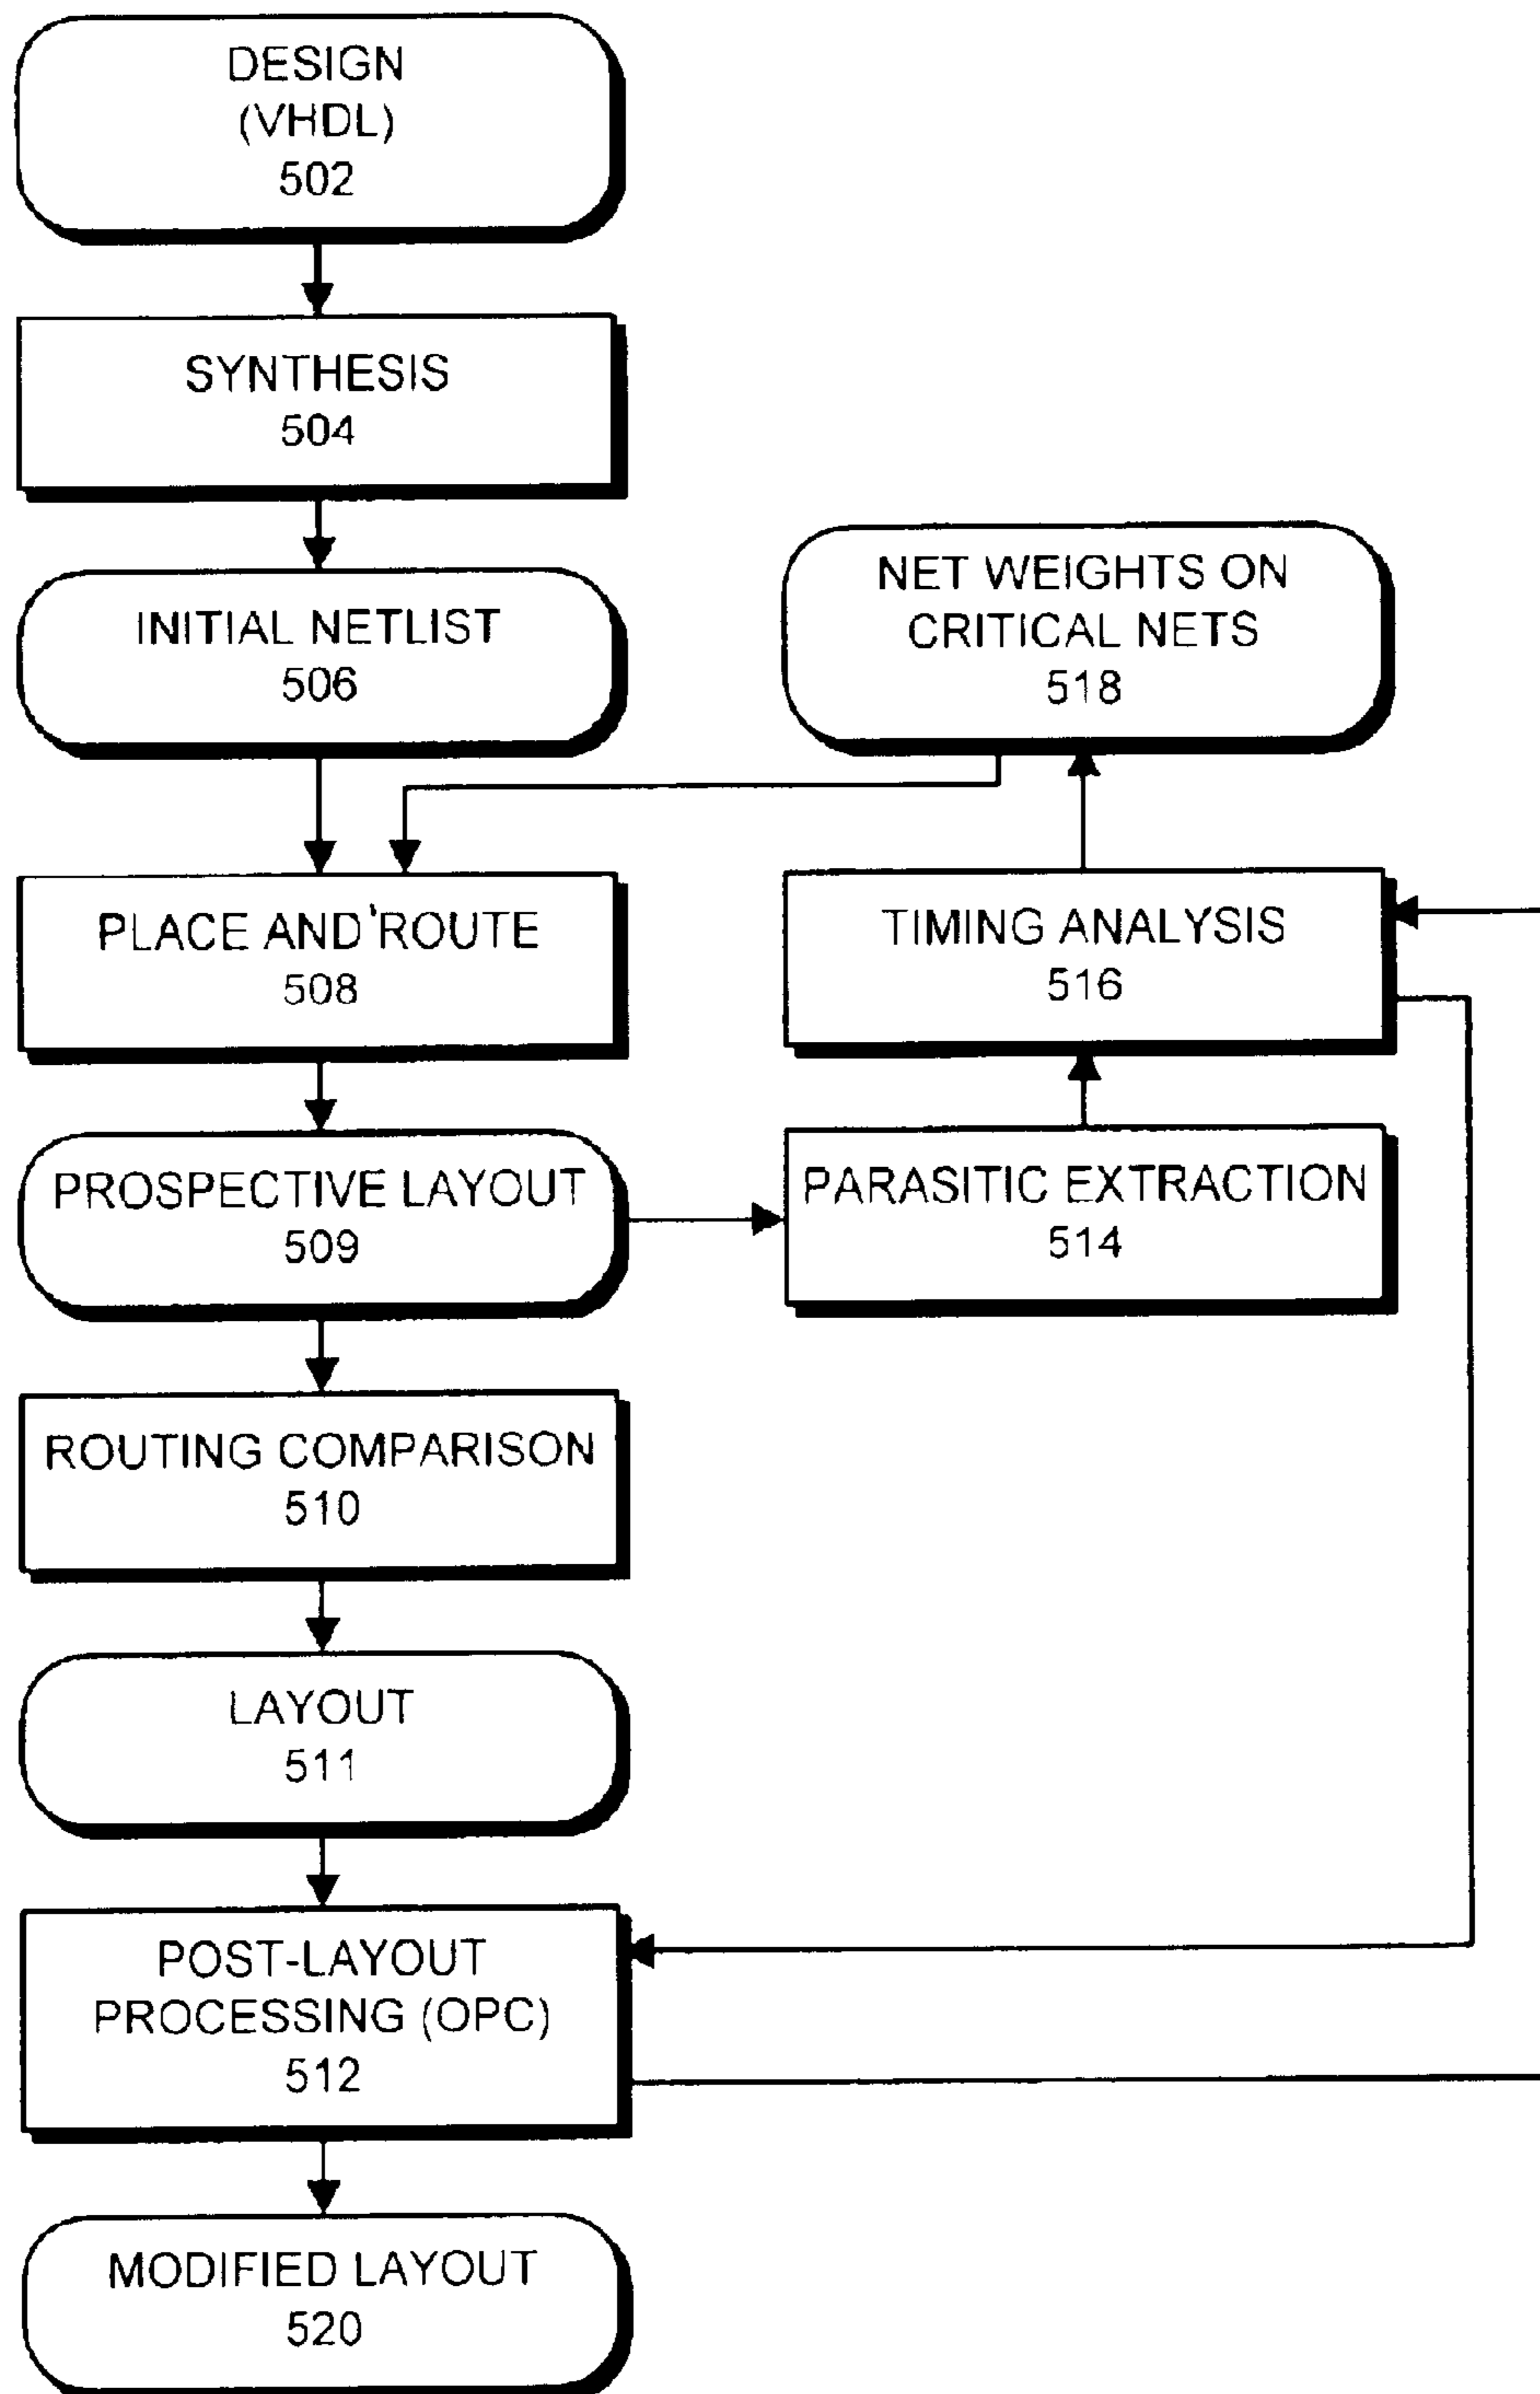 DESIGN
(VHDL)
502
SYNTHESIS
504
INITIAL NETLIST
506
NET WEIGHTS ON
CRITICAL NETS
518
PLACE AND ROUTE
508
TIMING ANALYSIS
516
PROSPECTIVE LAYOUT
509
PARASITIC EXTRACTION
514
ROUTING COMPARISON
510
LAYOUT
511
POST-LAYOUT
PROCESSING (OPC)
512
MODIFIED LAYOUT
520